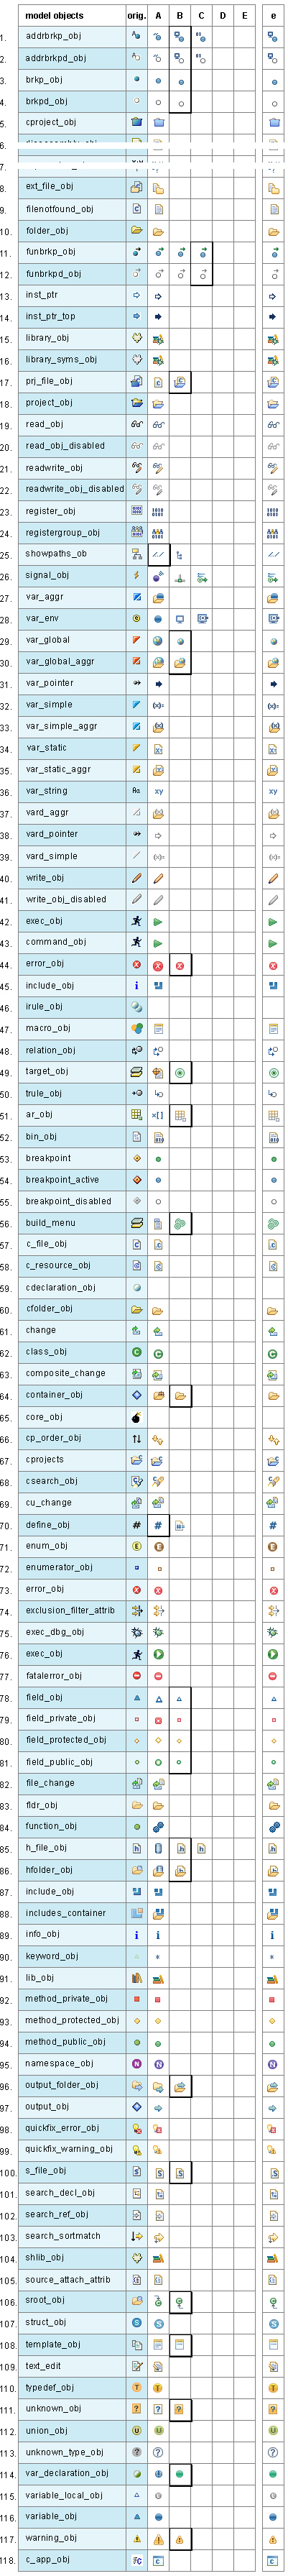 model objects orig. A B C D E e
1. addrbrkp_obj
2. addrbrkpd_obj
3. brkp_obj
4. brkpd_obj
5. cproject_obj
6.
7.
8. ext_file_obj
9. filenotfound_obj
10. folder_obj
11. funbrkp_obj
12. funbrkpd_obj
13. inst_ptr
14. inst_ptr_top
15. library_obj
16. library_syms_obj
17. prj_file_obj
18. project_obj
19. read_obj
20. read_obj_disabled
21. readwrite_obj
22. readwrite_obj_disabled
23. register_obj
24. registergroup_obj
25. showpaths_ob
26. signal_obj
27. var_aggr
28. var_env
29. var_global
30. var_global_aggr
31. var_pointer
32. var_simple
33. var_simple_aggr
34. var_static
35. var_static_aggr
36. var_string
37. vard_aggr
38. vard_pointer
39. vard_simple
40. write_obj
41. write_obj_disabled
42. exec_obj
43. command_obj
44. error_obj
45. include_obj
46. irule_obj
47. macro_obj
48. relation_obj
49. target_obj
50. trule_obj
51. ar_obj
52. bin_obj
53. breakpoint
54. breakpoint_active
55. breakpoint_disabled
56. build_menu
57. c_file_obj
58. c_resource_obj
59. cdeclaration_obj
60. cfolder_obj
61. change
62. class_obj
63. composite_change
64. container_obj
65. core_obj
66. cp_order_obj
67. cprojects
68. csearch_obj
69. cu_change
70. define_obj
71. enum_obj
72. enumerator_obj
73. error_obj
74. exclusion_filter_attrib
75. exec_dbg_obj
76. exec_obj
77. fatalerror_obj
78. field_obj
79. field_private_obj
80. field_protected_obj
81. field_public_obj
82. file_change
83. fldr_obj
84. function_obj
85. h_file_obj
86. hfolder_obj
87. include_obj
88. includes_container
89. info_obj
90. keyword_obj
91. lib_obj
92. method_private_obj
93. method_protected_obj
94. method_public_obj
95. namespace_obj
96. output_folder_obj
97. output_obj
98. quickfix_error_obj
99. quickfix_warning_obj
100. s_file_obj
101. search_decl_obj
102. search_ref_obj
103. search_sortmatch
104. shlib_obj
105. source_attach_attrib
106. sroot_obj
107. struct_obj
108. template_obj
109. text_edit
110. typedef_obj
111. unknown_obj
112. union_obj
113. unknown_type_obj
114. var_declaration_obj
115. variable_local_obj
116. variable_obj
117. warning_obj
118. c_app_obj